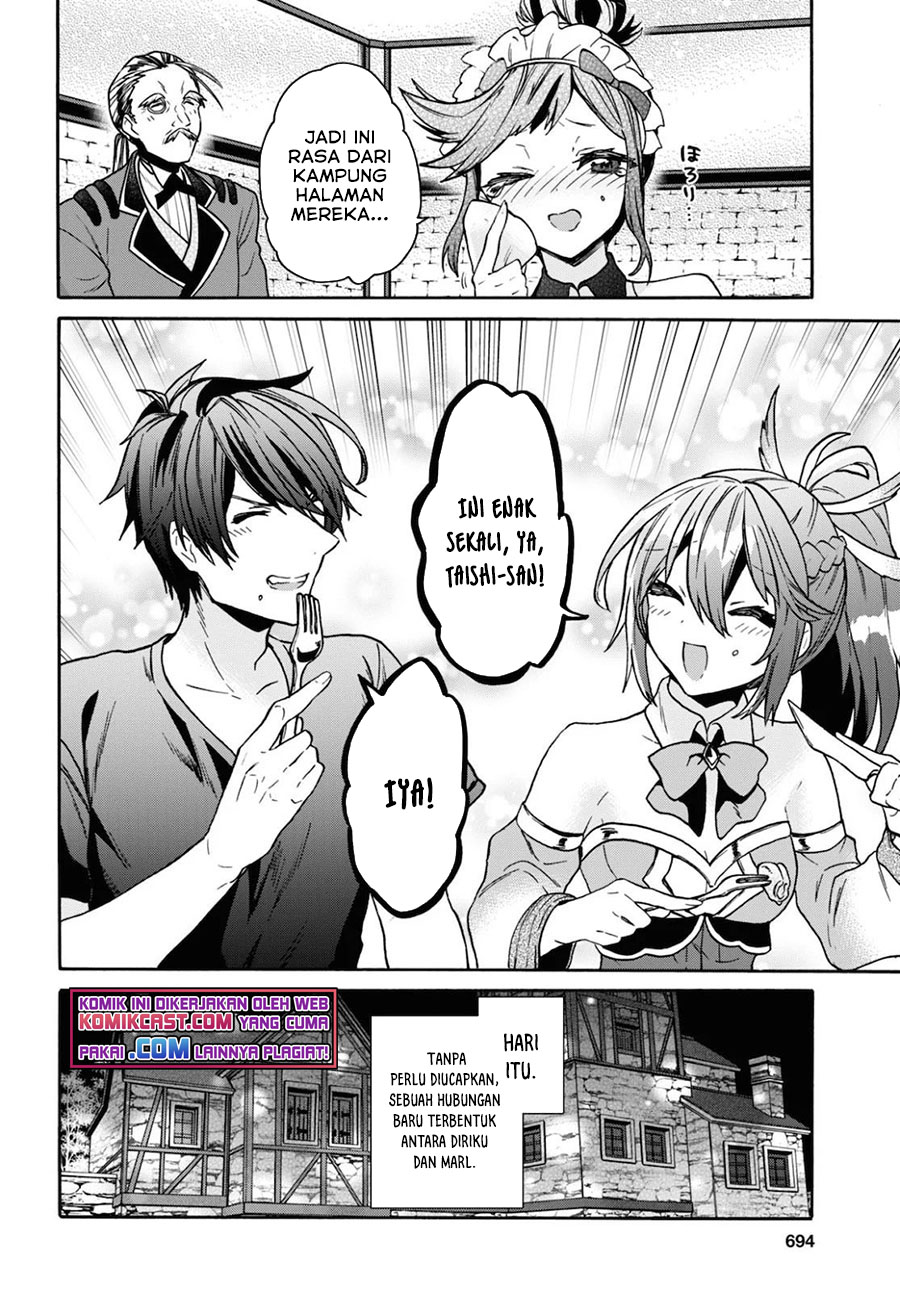 JADI INI
RASA DARI
KAMPUNG
HALAMAN
MEREKA...
ほろり…
INI ENAK
SEKALI, YA,
TAISHI-SAN!
IYA!
HARI
ITU.
TANPA
PERLU DIUCAPKAN,
SEBUAH HUBUNGAN
BARU TERBENTUK
ANTARA DIRIKU
DAN MARL.
KOMIK INI DIKERJAKAN OLEH WEB
KOMIKCAST.COM YANG CUMA
PAKAI .COM LAINNYA PLAGIAT!
694